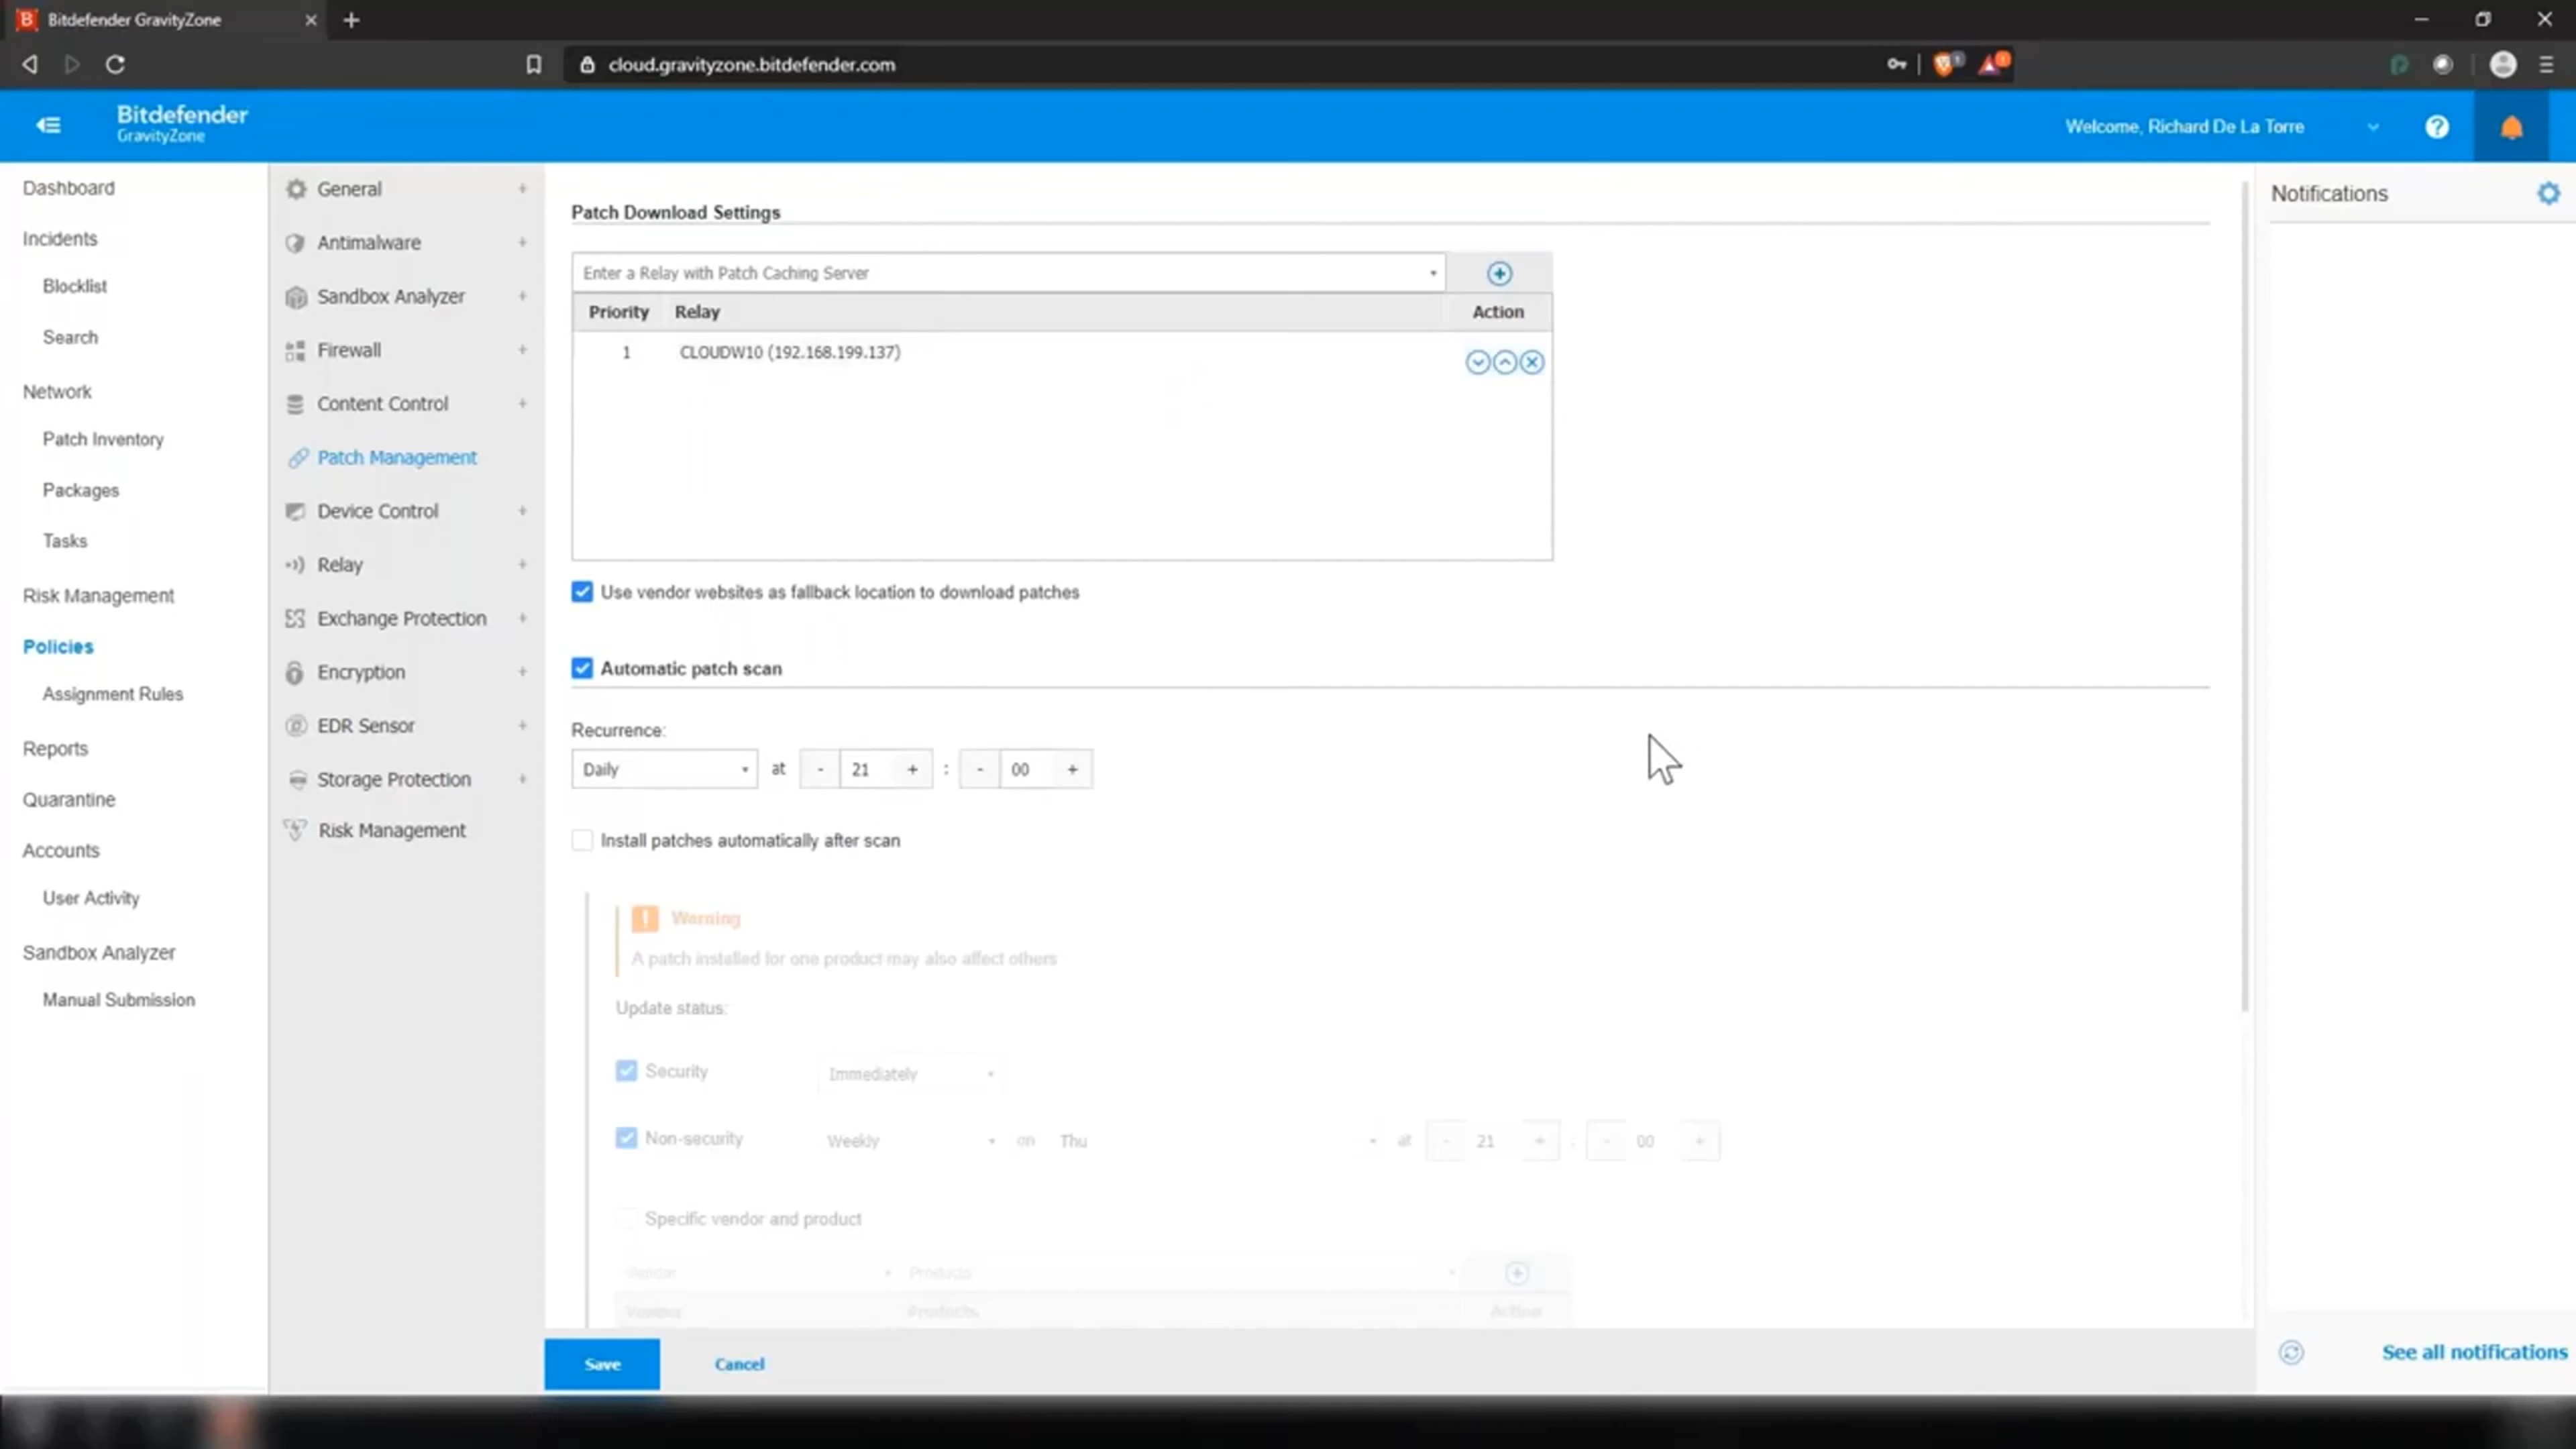 Bitdefender GravityZone
cloud.gravityzone.bitdefender.com
Bitdefender
GravityZone
Welcome, Richard De La Torre
Dashboard
Incidents
Blocklist
Search
Network
Patch Inventory
Packages
Tasks
Risk Management
Policies
Assignment Rules
Reports
Quarantine
Accounts
User Activity
Sandbox Analyzer
Manual Submission
General +
Antimalware +
Sandbox Analyzer +
Firewall +
Content Control +
Patch Management
Device Control +
Relay +
Exchange Protection +
Encryption +
EDR Sensor +
Storage Protection +
Risk Management
Patch Download Settings
Enter a Relay with Patch Caching Server
Priority Relay Action
1 CLOUDW10 (192.168.199.137)
Use vendor websites as fallback location to download patches
Automatic patch scan
Recurrence:
Daily at - 21 + : - 00 +
Install patches automatically after scan
Warning
A patch installed for one product may also affect others
Update status:
Security Immediately
Non-security Weekly on Thu at - 21 + : - 00 +
Specific vendor and product
Vendor Products
Vendor Products Action
Save Cancel
Notifications
See all notifications